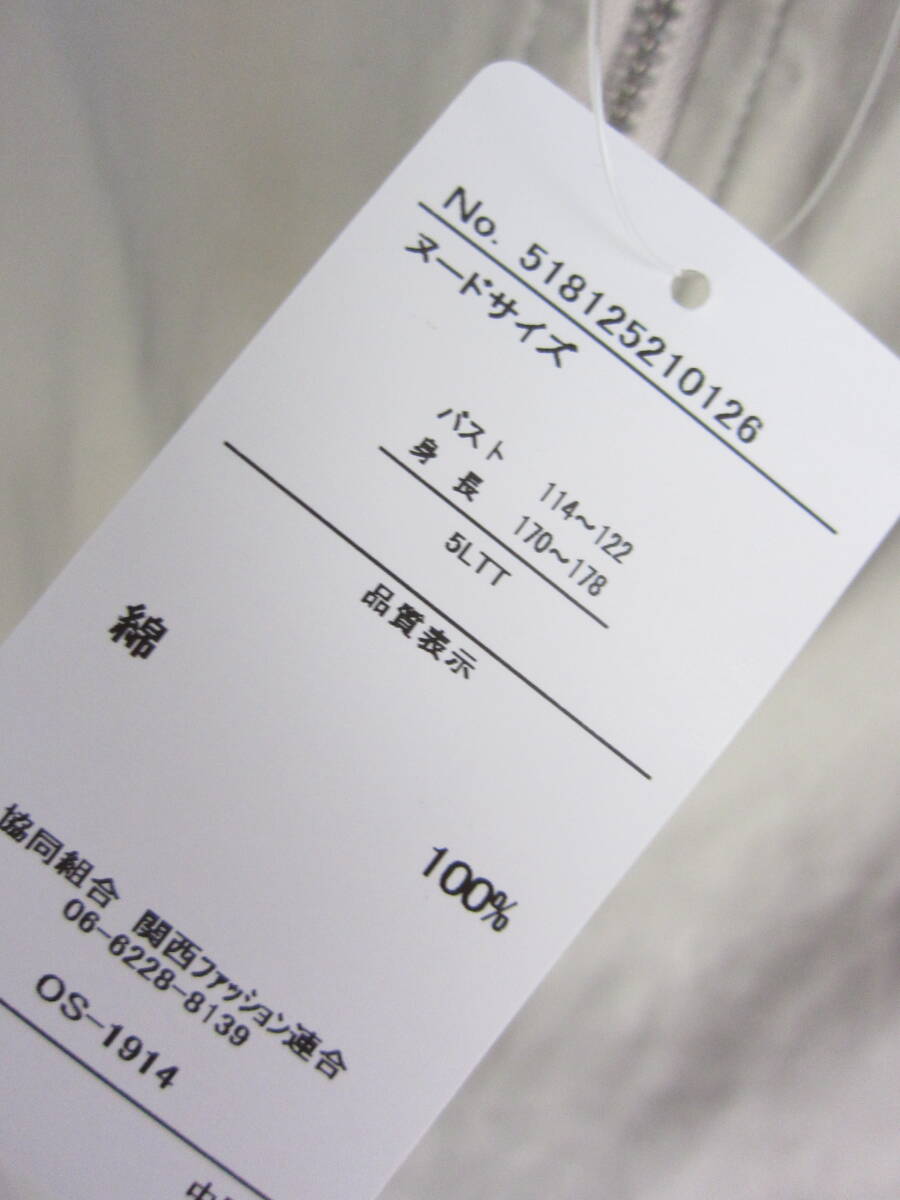 No. 518125210126
ヌードサイズ
バスト 114～122
身 長 170～178
5LTT
品質表示
綿 100%
協同組合 関西ファッション連合
06-6228-8139
OS-1914
中